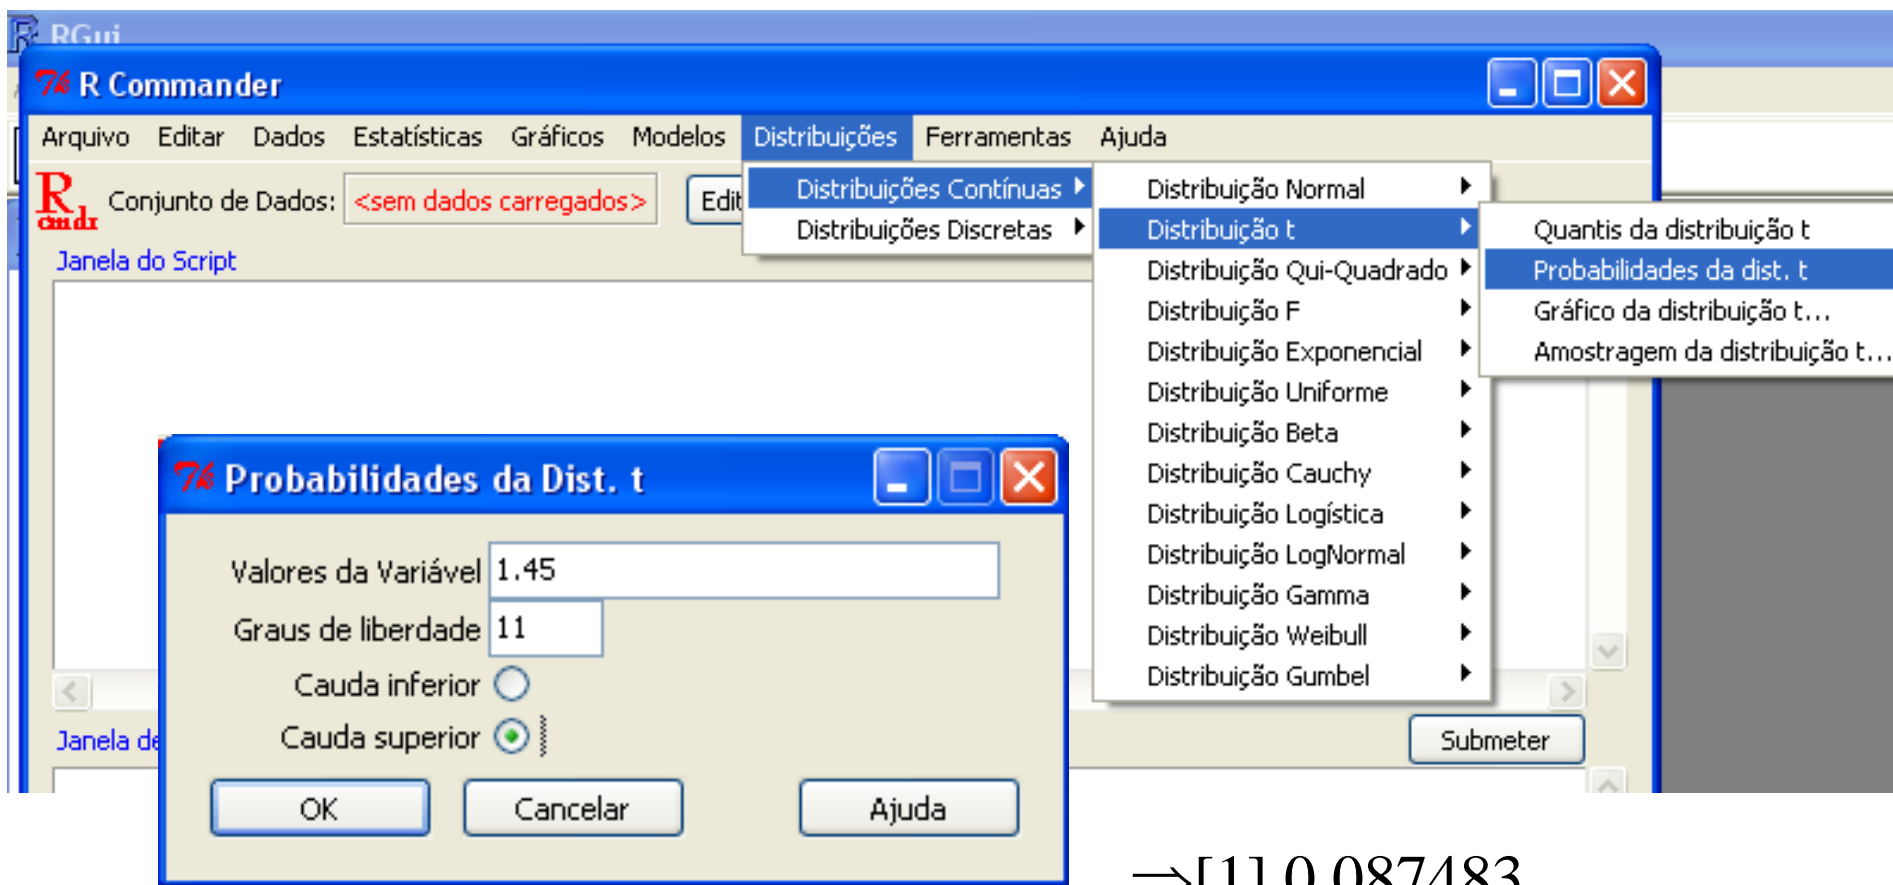 RGui
R Commander
Arquivo Editar Dados Estatísticas Gráficos Modelos Distribuições Ferramentas Ajuda
Rcmdr Conjunto de Dados: <sem dados carregados> Edit
Distribuições Contínuas
Distribuições Discretas
Distribuição Normal
Distribuição t
Distribuição Qui-Quadrado
Distribuição F
Distribuição Exponencial
Distribuição Uniforme
Distribuição Beta
Distribuição Cauchy
Distribuição Logística
Distribuição LogNormal
Distribuição Gamma
Distribuição Weibull
Distribuição Gumbel
Quantis da distribuição t
Probabilidades da dist. t
Gráfico da distribuição t...
Amostragem da distribuição t...
Janela do Script
Probabilidades da Dist. t
Valores da Variável 1.45
Graus de liberdade 11
Cauda inferior
Cauda superior
OK Cancelar Ajuda
Janela de
Submeter
⇒[1] 0.087483